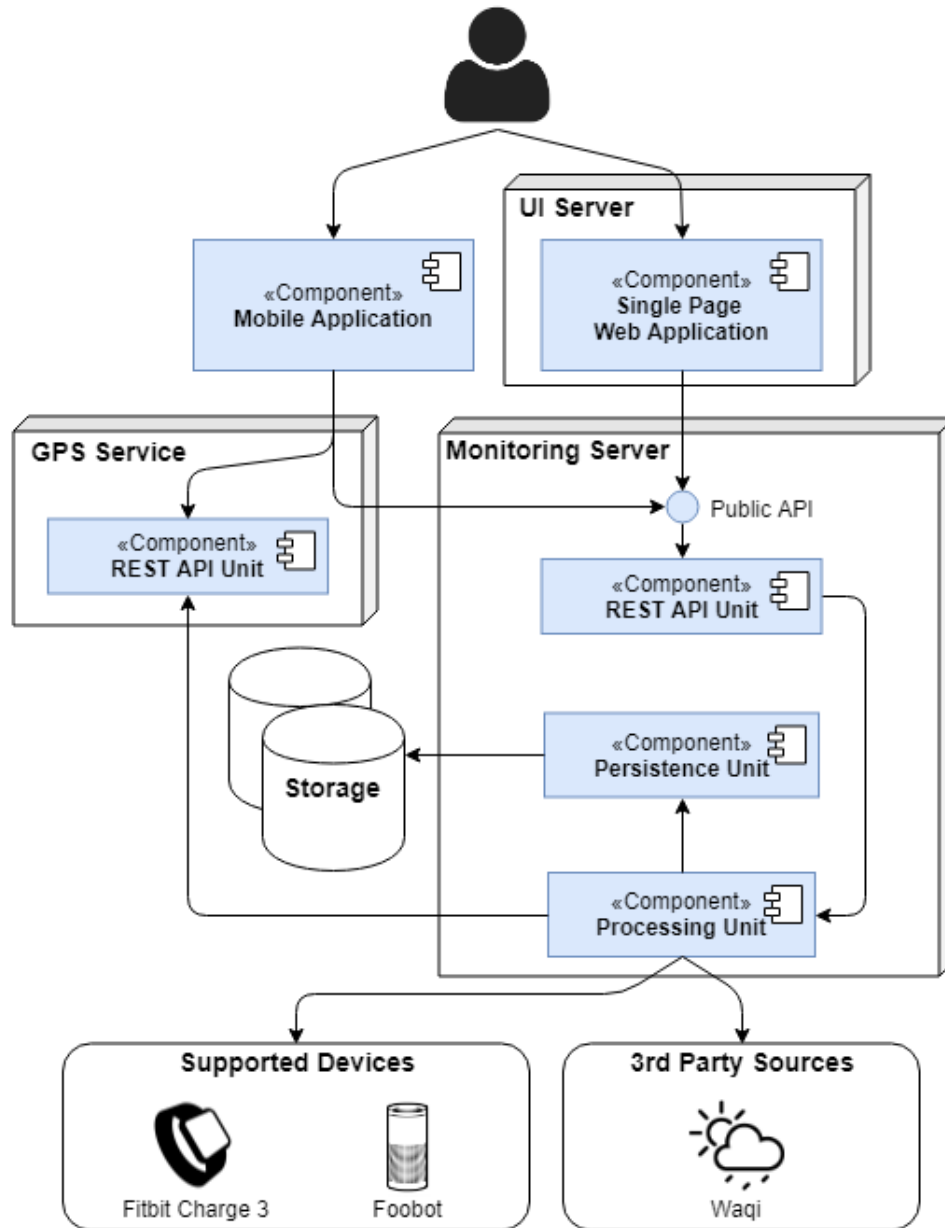 UI Server
«Component»
Mobile Application
«Component»
Single Page
Web Application
GPS Service
«Component»
REST API Unit
Monitoring Server
Public API
«Component»
REST API Unit
«Component»
Persistence Unit
Storage
«Component»
Processing Unit
Supported Devices
Fitbit Charge 3
Foobot
3rd Party Sources
Waqi